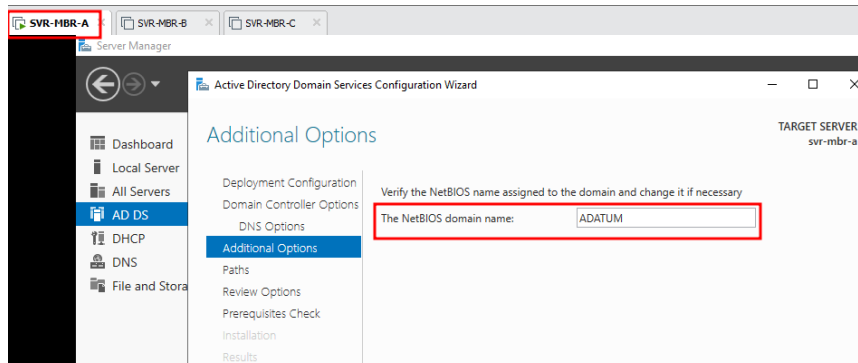 SVR-MBR-A
SVR-MBR-B
SVR-MBR-C
Server Manager
Active Directory Domain Services Configuration Wizard
Additional Options
TARGET SERVER
svr-mbr-a
Dashboard
Local Server
All Servers
AD DS
DHCP
DNS
File and Stora
Deployment Configuration
Domain Controller Options
DNS Options
Additional Options
Paths
Review Options
Prerequisites Check
Installation
Results
Verify the NetBIOS name assigned to the domain and change it if necessary
The NetBIOS domain name: ADATUM